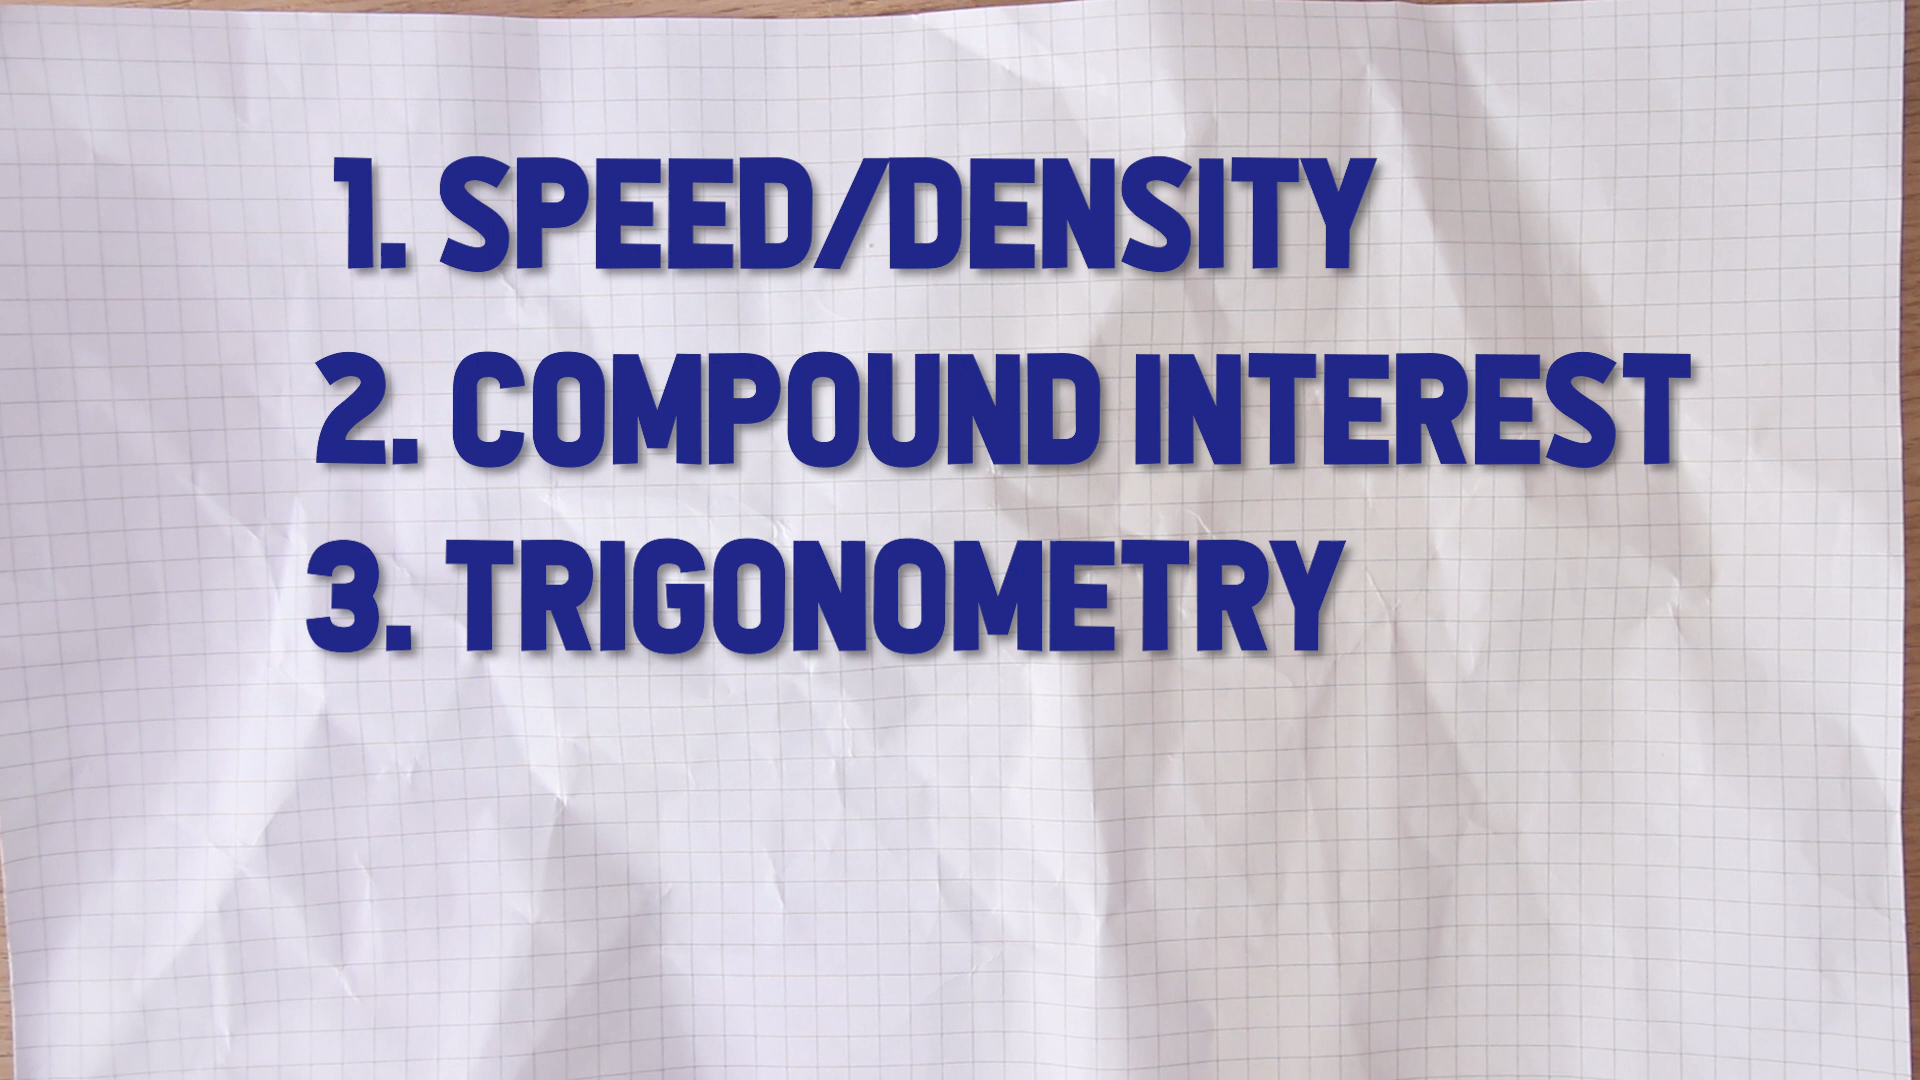 1. SPEED/DENSITY
2. COMPOUND INTEREST
3. TRIGONOMETRY